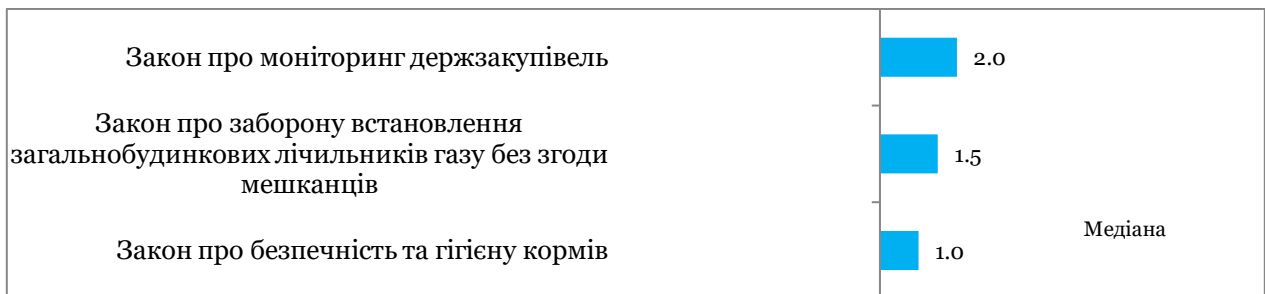 Закон про моніторинг держзакупівель
2.0
Закон про заборону встановлення
загальнобудинкових лічильників газу без згоди
мешканців
1.5
Медіана
Закон про безпечність та гігієну кормів
1.0